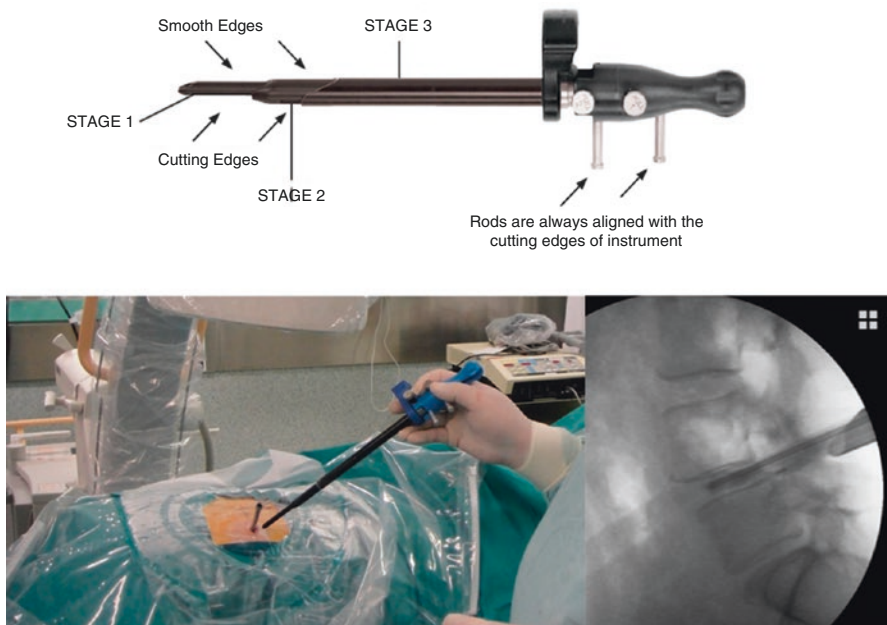 Smooth Edges
STAGE 3
STAGE 1
Cutting Edges
STAGE 2
Rods are always aligned with the
cutting edges of instrument